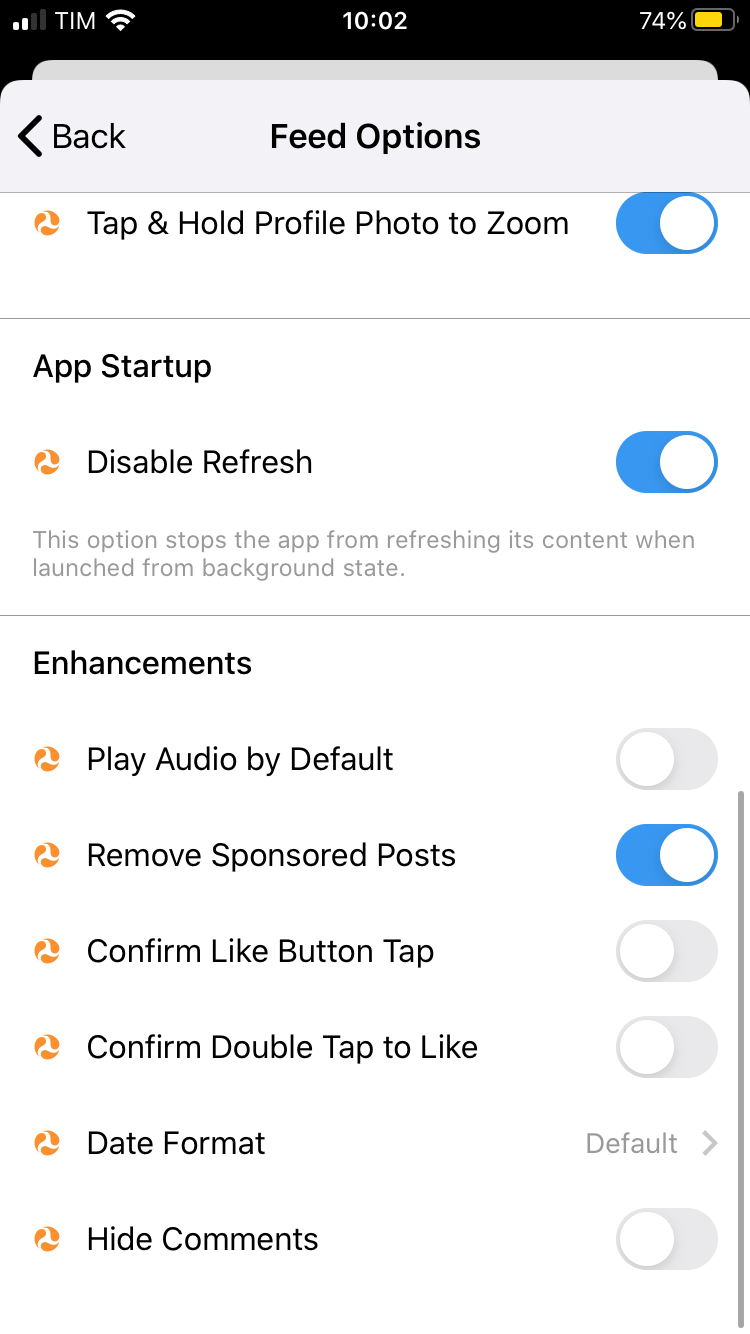 TIM 10:02 74%
Back Feed Options
Tap & Hold Profile Photo to Zoom
App Startup
Disable Refresh
This option stops the app from refreshing its content when
launched from background state.
Enhancements
Play Audio by Default
Remove Sponsored Posts
Confirm Like Button Tap
Confirm Double Tap to Like
Date Format Default
Hide Comments